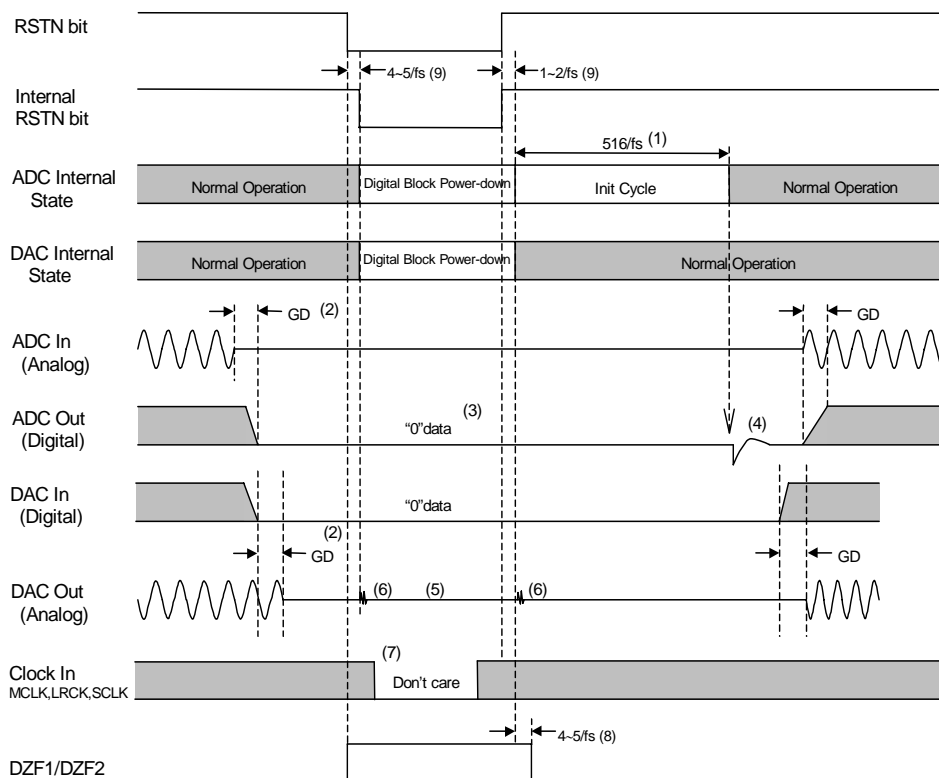 RSTN bit
4~5/fs (9)
1~2/fs (9)
Internal
RSTN bit
516/fs (1)
ADC Internal
State
Normal Operation
Digital Block Power-down
Init Cycle
Normal Operation
DAC Internal
State
Normal Operation
Digital Block Power-down
Normal Operation
GD (2)
GD
ADC In
(Analog)
ADC Out
(Digital)
“0”data
(3)
(4)
DAC In
(Digital)
“0”data
(2)
GD
GD
DAC Out
(Analog)
(6)
(5)
(6)
Clock In
MCLK,LRCK,SCLK
(7)
Don't care
4~5/fs (8)
DZF1/DZF2